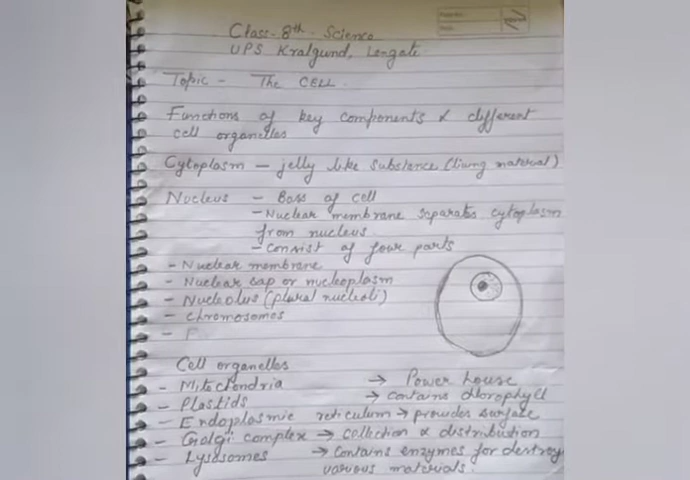 Class - 8th - Science
UPS Kralgund, Langate
Topic - The CELL.
Functions of key components & different
cell organelles
Cytoplasm — jelly like substance (living material)
Nucleus - Boss of cell
- Nuclear membrane separates cytoplasm
from nucleus.
- Consist of four parts
- Nuclear membrane
- Nuclear sap or nucleoplasm
- Nucleolus (plural nucleoli)
- Chromosomes
-
Cell organelles
- Mitochondria → Power house
- Plastids → contains chlorophyll
- Endoplasmic reticulum → provides surface
- Golgi complex → collection & distribution
- Lysosomes → Contains enzymes for destroy
various materials.